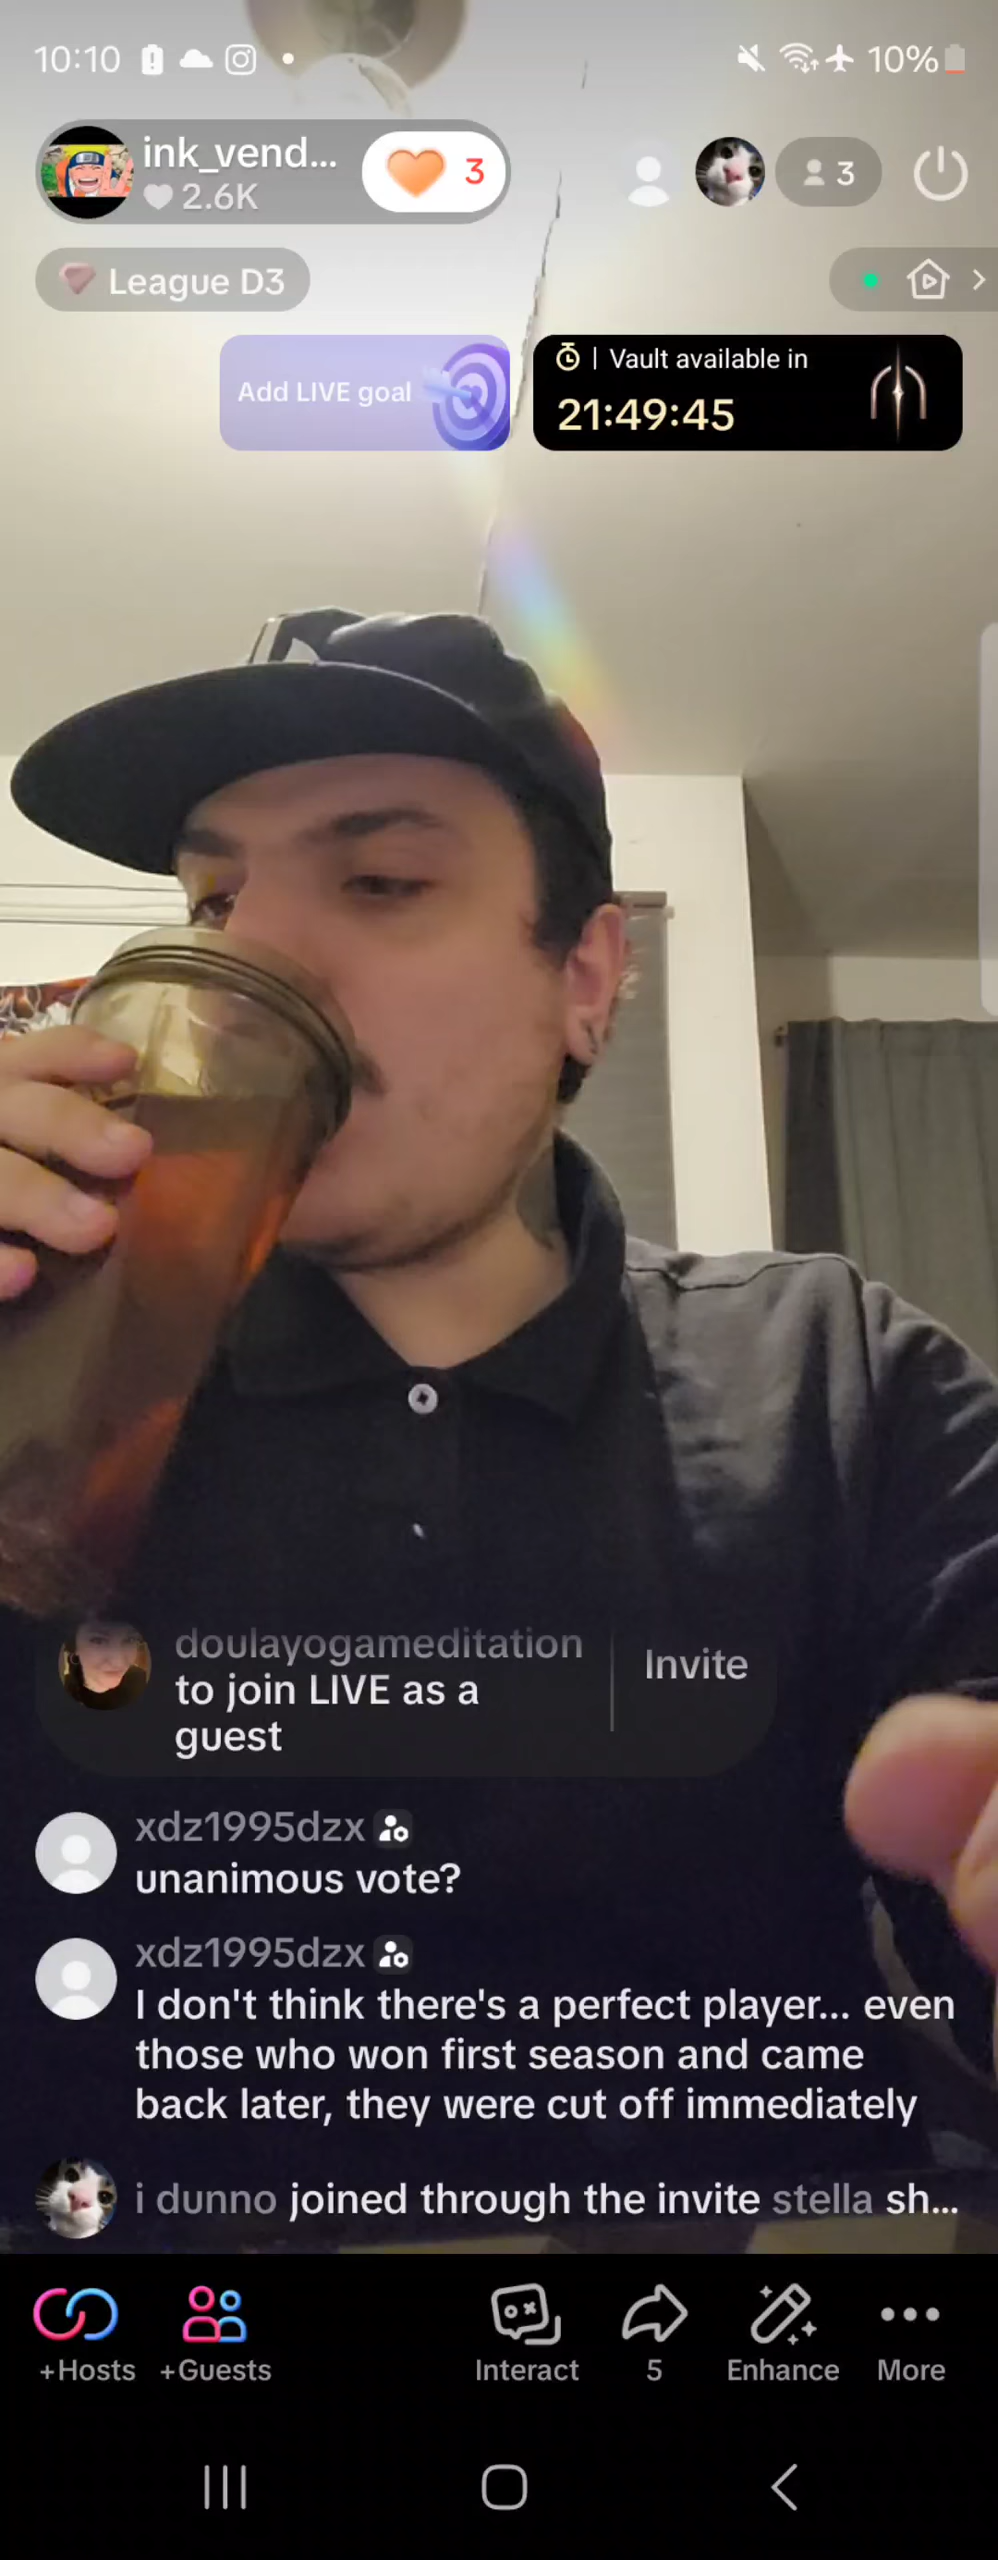 10:10
10%
ink_vend...
2.6K
3
3
League D3
Add LIVE goal
Vault available in
21:49:45
doulayogameditation
to join LIVE as a
guest
Invite
xdz1995dzx
unanimous vote?
xdz1995dzx
I don't think there's a perfect player... even
those who won first season and came
back later, they were cut off immediately
i dunno joined through the invite stella sh...
+Hosts
+Guests
Interact
5
Enhance
More